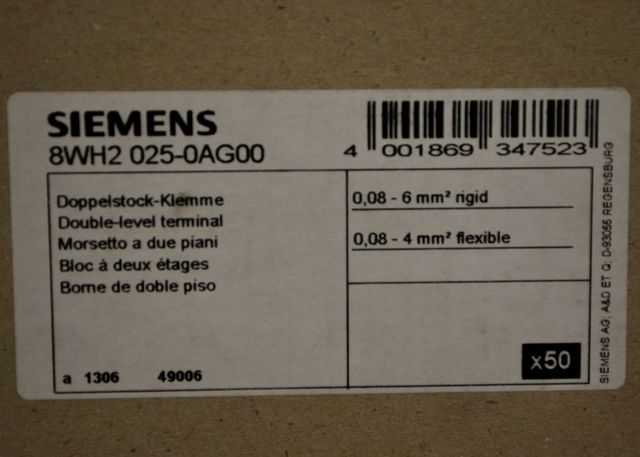 SIEMENS
8WH2 025-0AG00
4 001869 347523
Doppelstock-Klemme
Double-level terminal
Morsetto a due piani
Bloc à deux étages
Borne de doble piso
0,08 - 6 mm² rigid
0,08 - 4 mm² flexible
a 1306 49006
x50
SIEMENS AG, A&D ET Q; D-93055 REGENSBURG